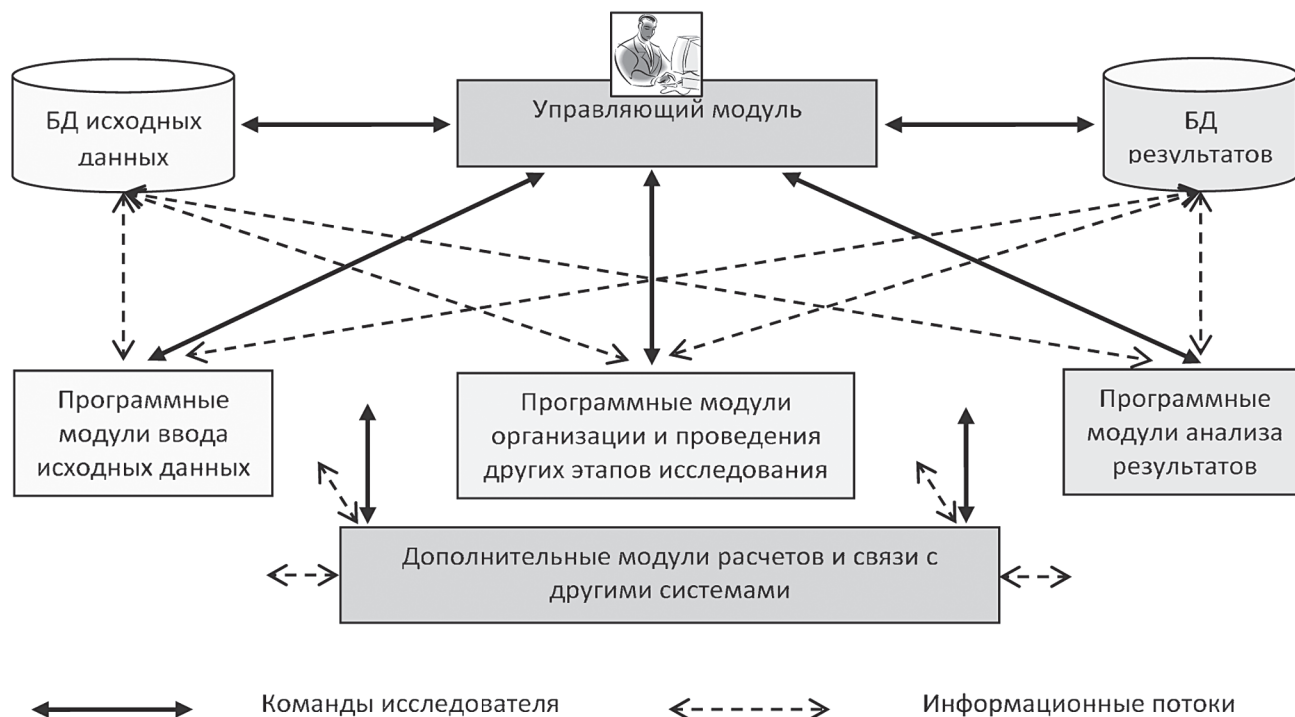 БД исходных
данных
Управляющий модуль
БД
результатов
Программные
модули ввода
исходных данных
Программные модули
организации и проведения
других этапов исследования
Программные
модули анализа
результатов
Дополнительные модули расчетов и связи с
другими системами
Команды исследователя
Информационные потоки